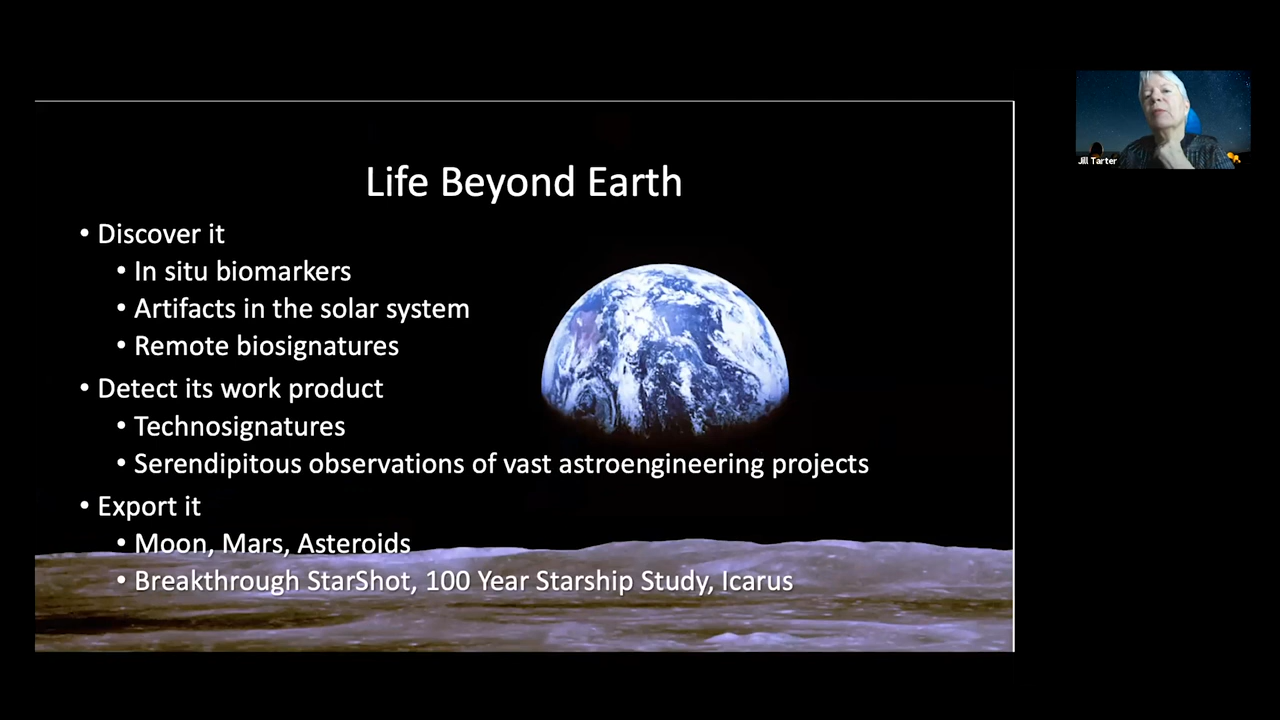 Life Beyond Earth
• Discover it
• In situ biomarkers
• Artifacts in the solar system
• Remote biosignatures
• Detect its work product
• Technosignatures
• Serendipitous observations of vast astroengineering projects
• Export it
• Moon, Mars, Asteroids
• Breakthrough StarShot, 100 Year Starship Study, Icarus
Jill Tarter